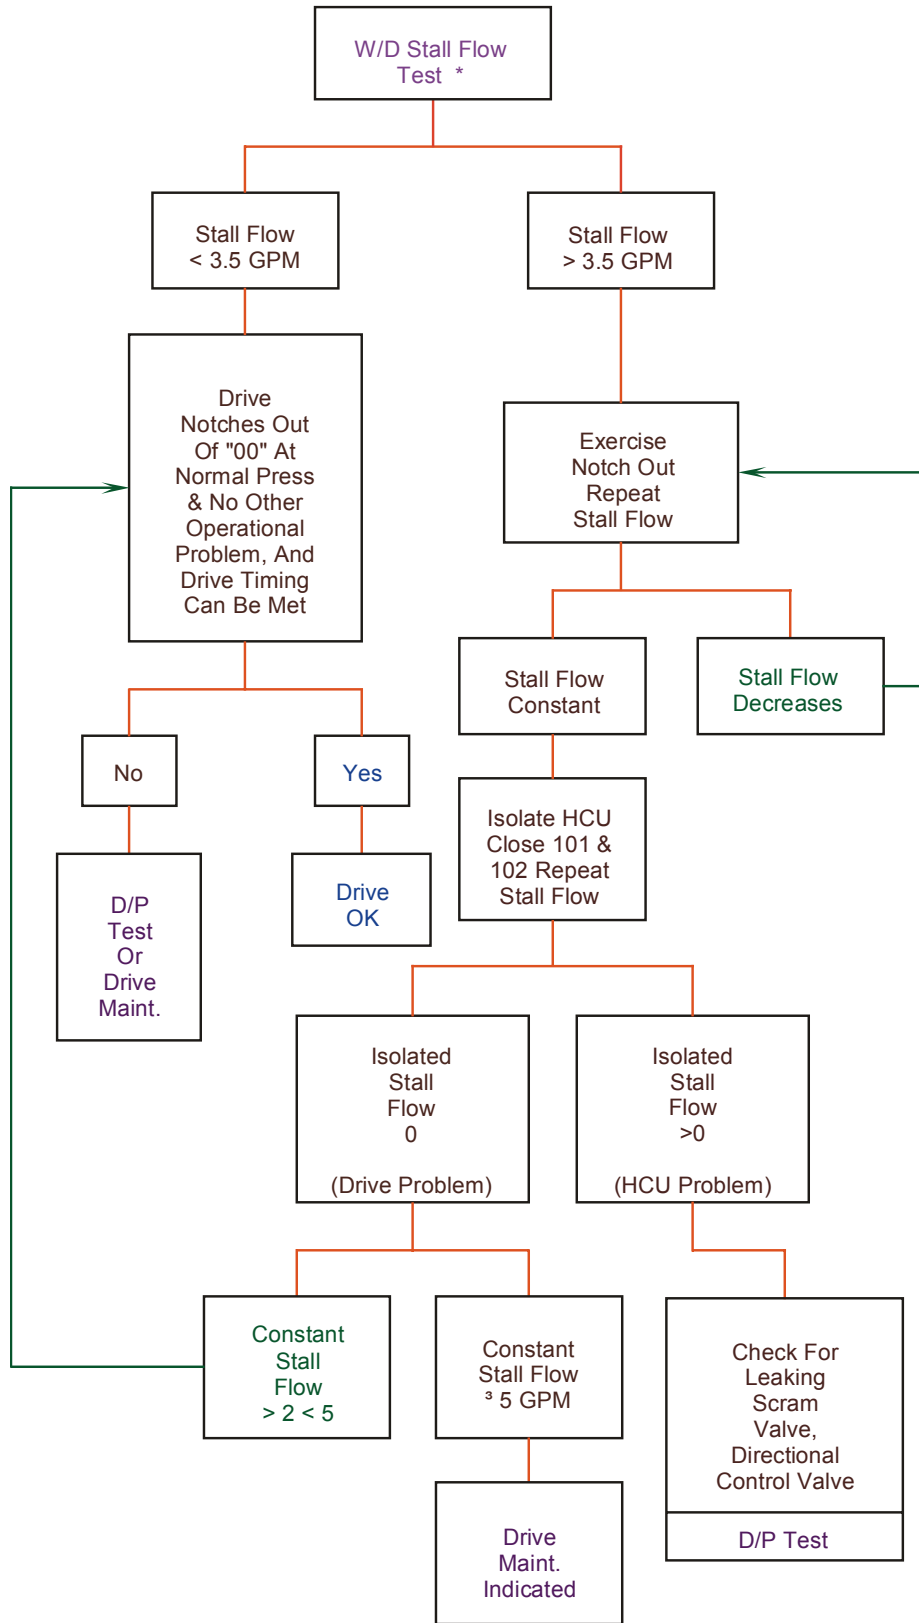 W/D Stall Flow
Test *
Stall Flow
< 3.5 GPM
Stall Flow
> 3.5 GPM
Drive
Notches Out
Of "00" At
Normal Press
& No Other
Operational
Problem, And
Drive Timing
Can Be Met
Exercise
Notch Out
Repeat
Stall Flow
Stall Flow
Constant
Stall Flow
Decreases
No
Yes
Isolate HCU
Close 101 &
102 Repeat
Stall Flow
D/P
Test
Or
Drive
Maint.
Drive
OK
Isolated
Stall
Flow
0
(Drive Problem)
Isolated
Stall
Flow
>0
(HCU Problem)
Constant
Stall
Flow
> 2 < 5
Constant
Stall Flow
³ 5 GPM
Check For
Leaking
Scram
Valve,
Directional
Control Valve
D/P Test
Drive
Maint.
Indicated